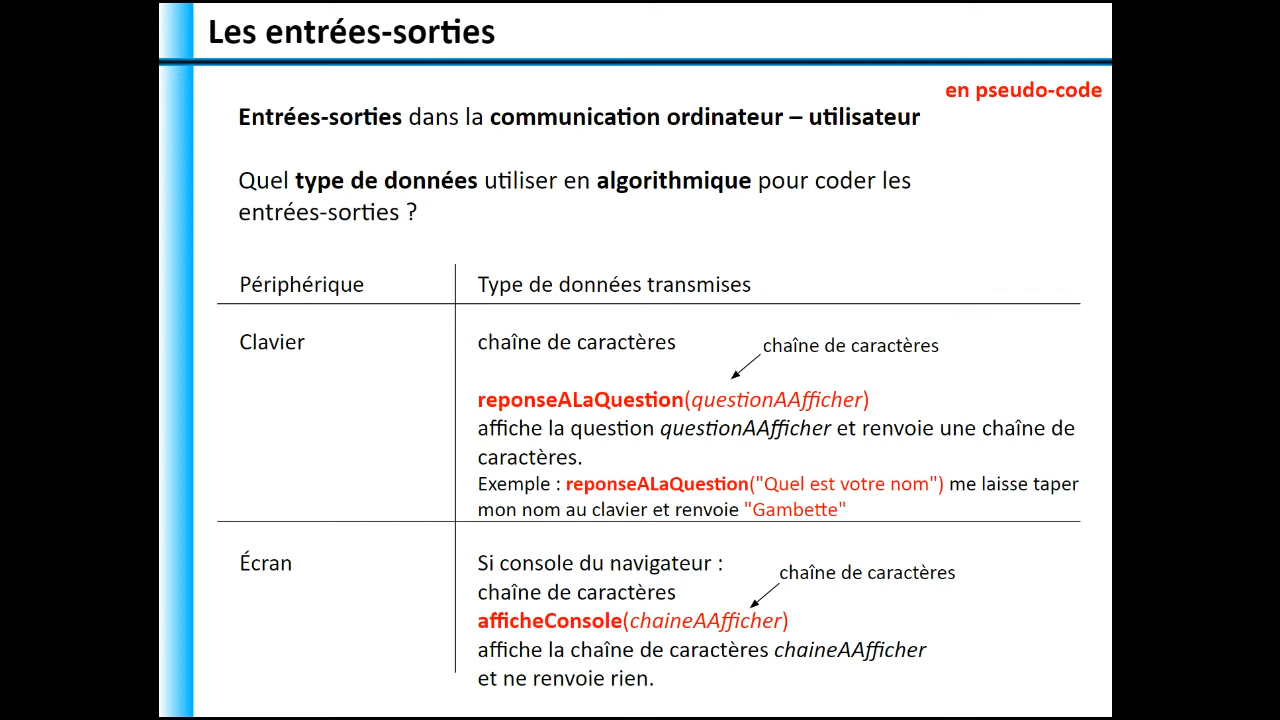 Les entrées-sorties
en pseudo-code
Entrées-sorties dans la communication ordinateur – utilisateur
Quel type de données utiliser en algorithmique pour coder les
entrées-sorties ?
Périphérique
Type de données transmises
Clavier
chaîne de caractères
chaîne de caractères
reponseALaQuestion(questionAAfficher)
affiche la question questionAAfficher et renvoie une chaîne de
caractères.
Exemple : reponseALaQuestion("Quel est votre nom") me laisse taper
mon nom au clavier et renvoie "Gambette"
Écran
Si console du navigateur :
chaîne de caractères
chaîne de caractères
afficheConsole(chaineAAfficher)
affiche la chaîne de caractères chaineAAfficher
et ne renvoie rien.